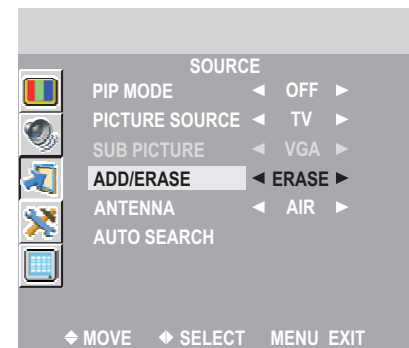 SOURCE
PIP MODE ◄ OFF ►
PICTURE SOURCE ◄ TV ►
SUB PICTURE ◄ VGA ►
ADD/ERASE ◄ ERASE ►
ANTENNA ◄ AIR ►
AUTO SEARCH
MOVE SELECT MENU EXIT